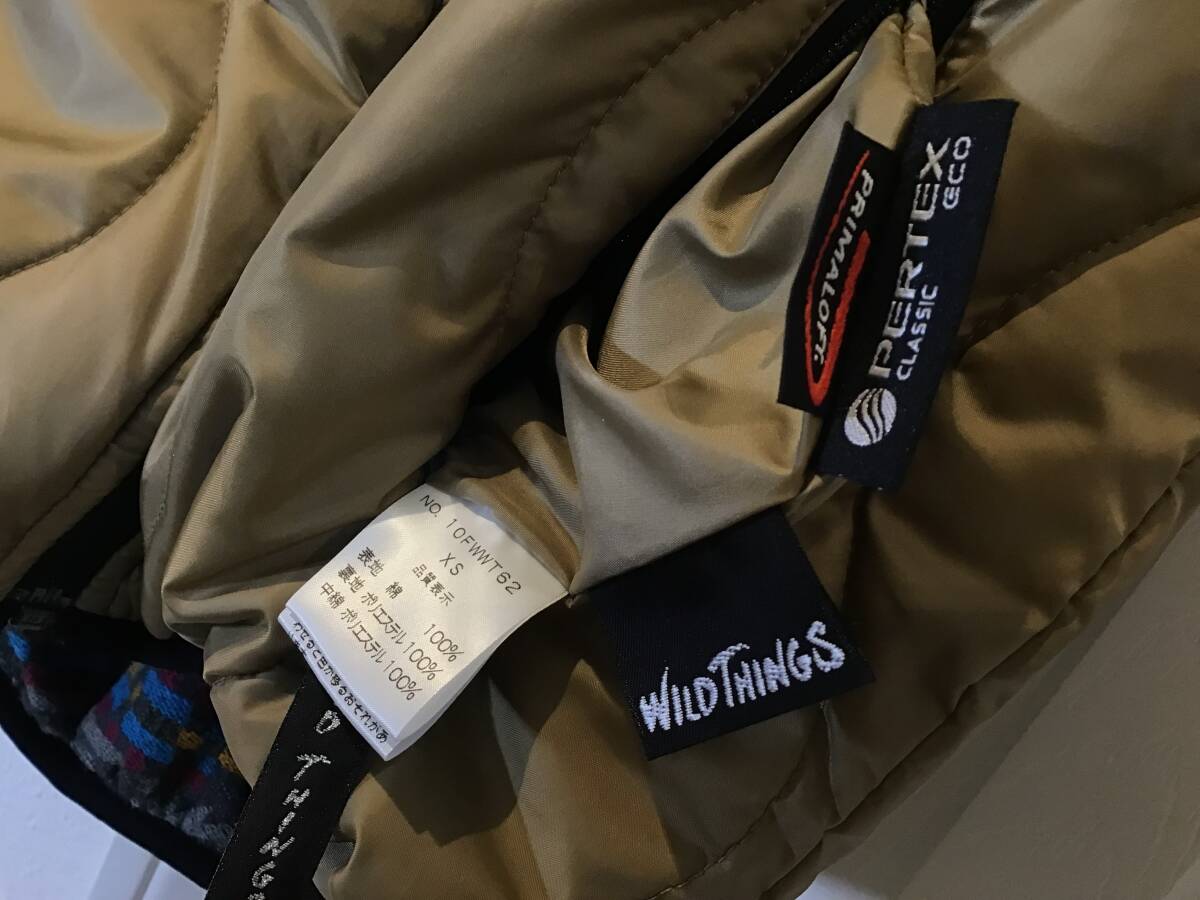 PRIMALOFT
PERTEX
CLASSIC ECO
NO. 10FWWT62
XS
品質表示
表地 綿 100%
裏地 ポリエステル 100%
中綿 ポリエステル 100%
WILDTHINGS
D THINGS